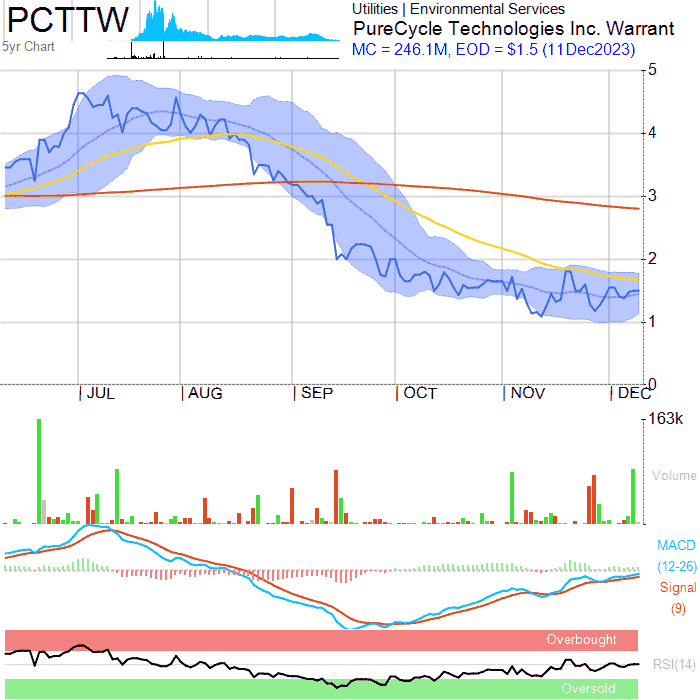 PCTTW
5yr Chart
Utilities | Environmental Services
PureCycle Technologies Inc. Warrant
MC = 246.1M, EOD = $1.5 (11Dec2023)
5
4
3
2
1
0
JUL
AUG
SEP
OCT
NOV
DEC
163k
Volume
MACD
(12-26)
Signal
(9)
Overbought
RSI(14)
Oversold